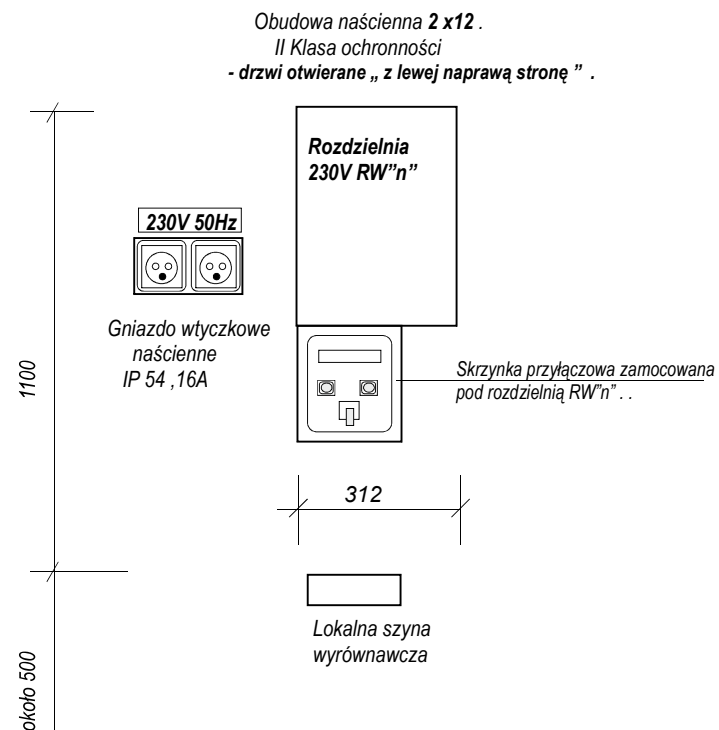 Obudowa naścienna 2 x12 .
II Klasa ochronności
- drzwi otwierane „ z lewej naprawą stronę ” .
Rozdzielnia
230V RW”n”
230V 50Hz
Gniazdo wtyczkowe
naścienne
IP 54 ,16A
1100
Skrzynka przyłączowa zamocowana
pod rozdzielnią RW”n” . .
312
Lokalna szyna
wyrównawcza
około 500